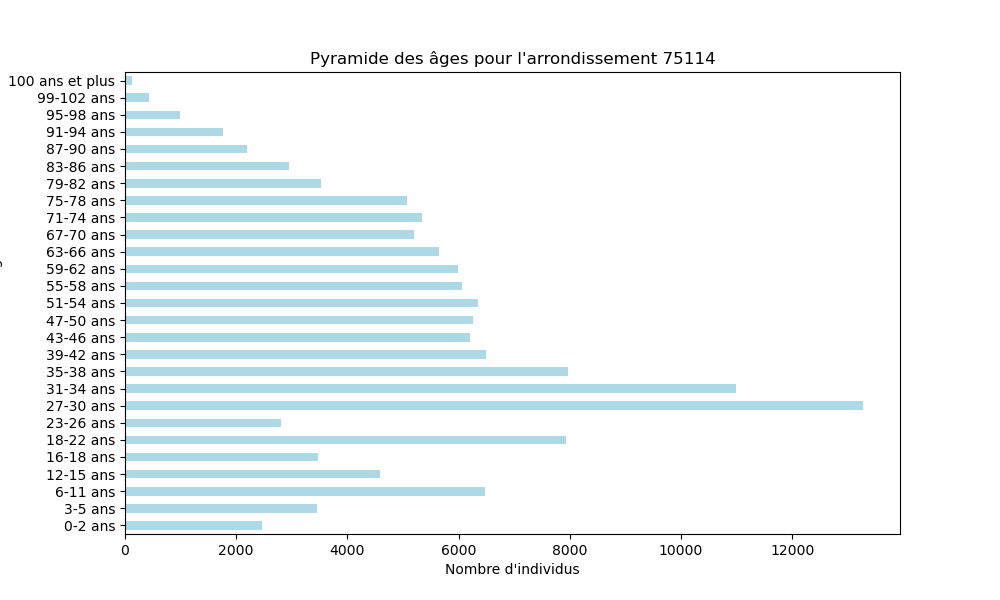 Pyramide des âges pour l'arrondissement 75114
100 ans et plus
99-102 ans
95-98 ans
91-94 ans
87-90 ans
83-86 ans
79-82 ans
75-78 ans
71-74 ans
67-70 ans
63-66 ans
59-62 ans
55-58 ans
51-54 ans
47-50 ans
43-46 ans
39-42 ans
35-38 ans
31-34 ans
27-30 ans
23-26 ans
18-22 ans
16-18 ans
12-15 ans
6-11 ans
3-5 ans
0-2 ans
0 2000 4000 6000 8000 10000 12000
Nombre d'individus